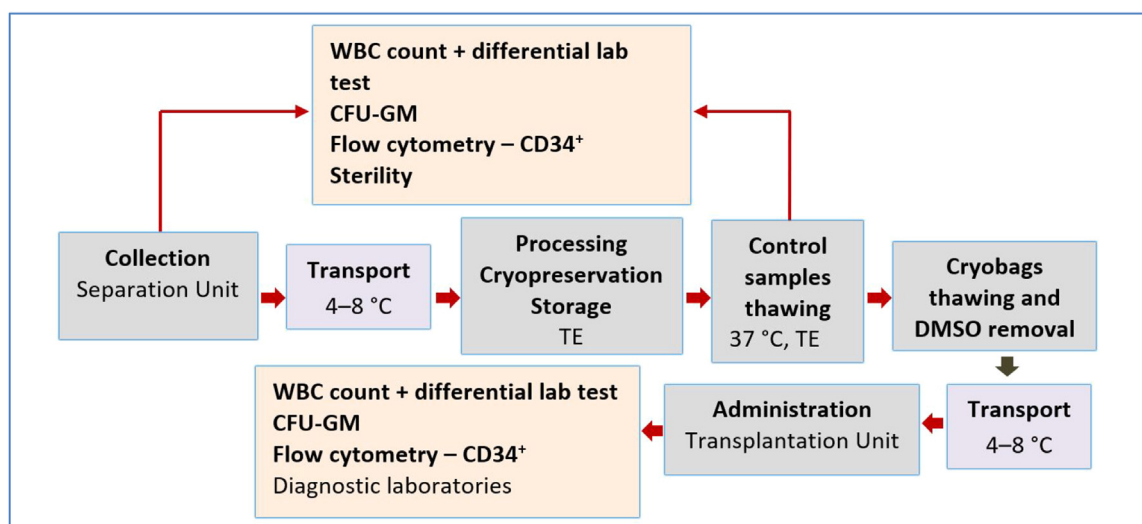 WBC count + differential lab
test
CFU-GM
Flow cytometry – CD34⁺
Sterility
Collection
Separation Unit
Transport
4–8 °C
Processing
Cryopreservation
Storage
TE
Control
samples
thawing
37 °C, TE
Cryobags
thawing and
DMSO removal
WBC count + differential lab test
CFU-GM
Flow cytometry – CD34⁺
Diagnostic laboratories
Administration
Transplantation Unit
Transport
4–8 °C